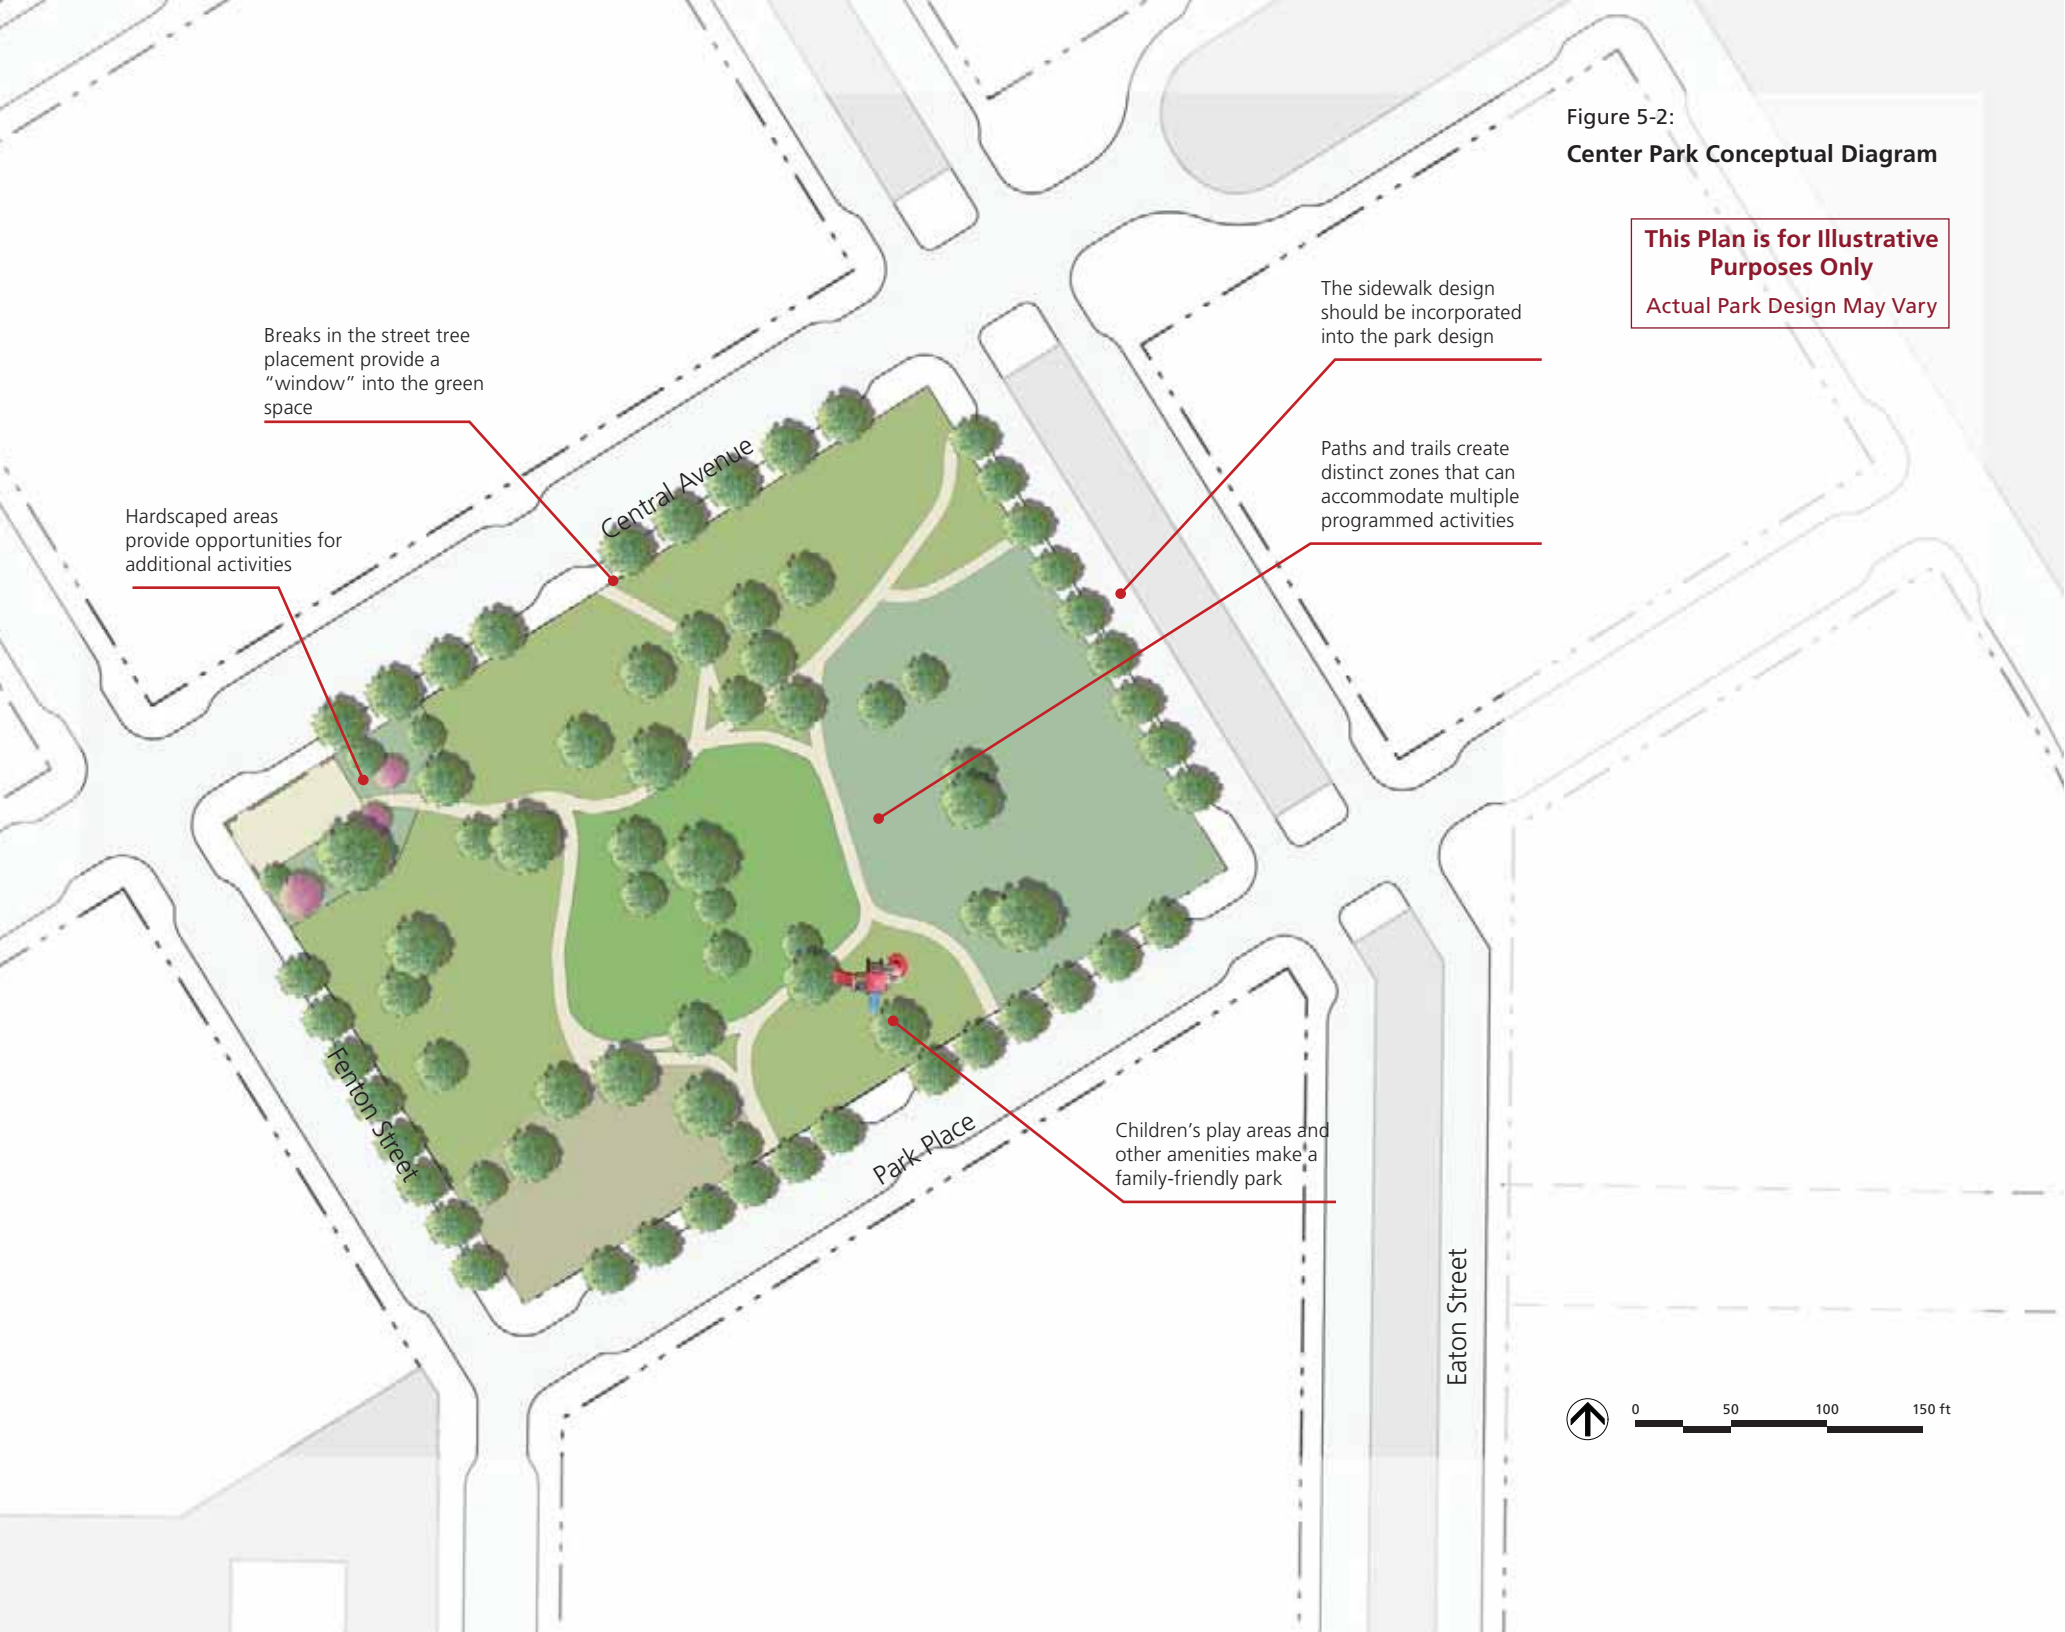 Figure 5-2:
Center Park Conceptual Diagram
This Plan is for Illustrative
Purposes Only
Actual Park Design May Vary
The sidewalk design
should be incorporated
into the park design
Breaks in the street tree
placement provide a
“window” into the green
space
Paths and trails create
distinct zones that can
accommodate multiple
programmed activities
Hardscaped areas
provide opportunities for
additional activities
Central Avenue
Fenton Street
Park Place
Children’s play areas and
other amenities make a
family-friendly park
Eaton Street
0 50 100 150 ft